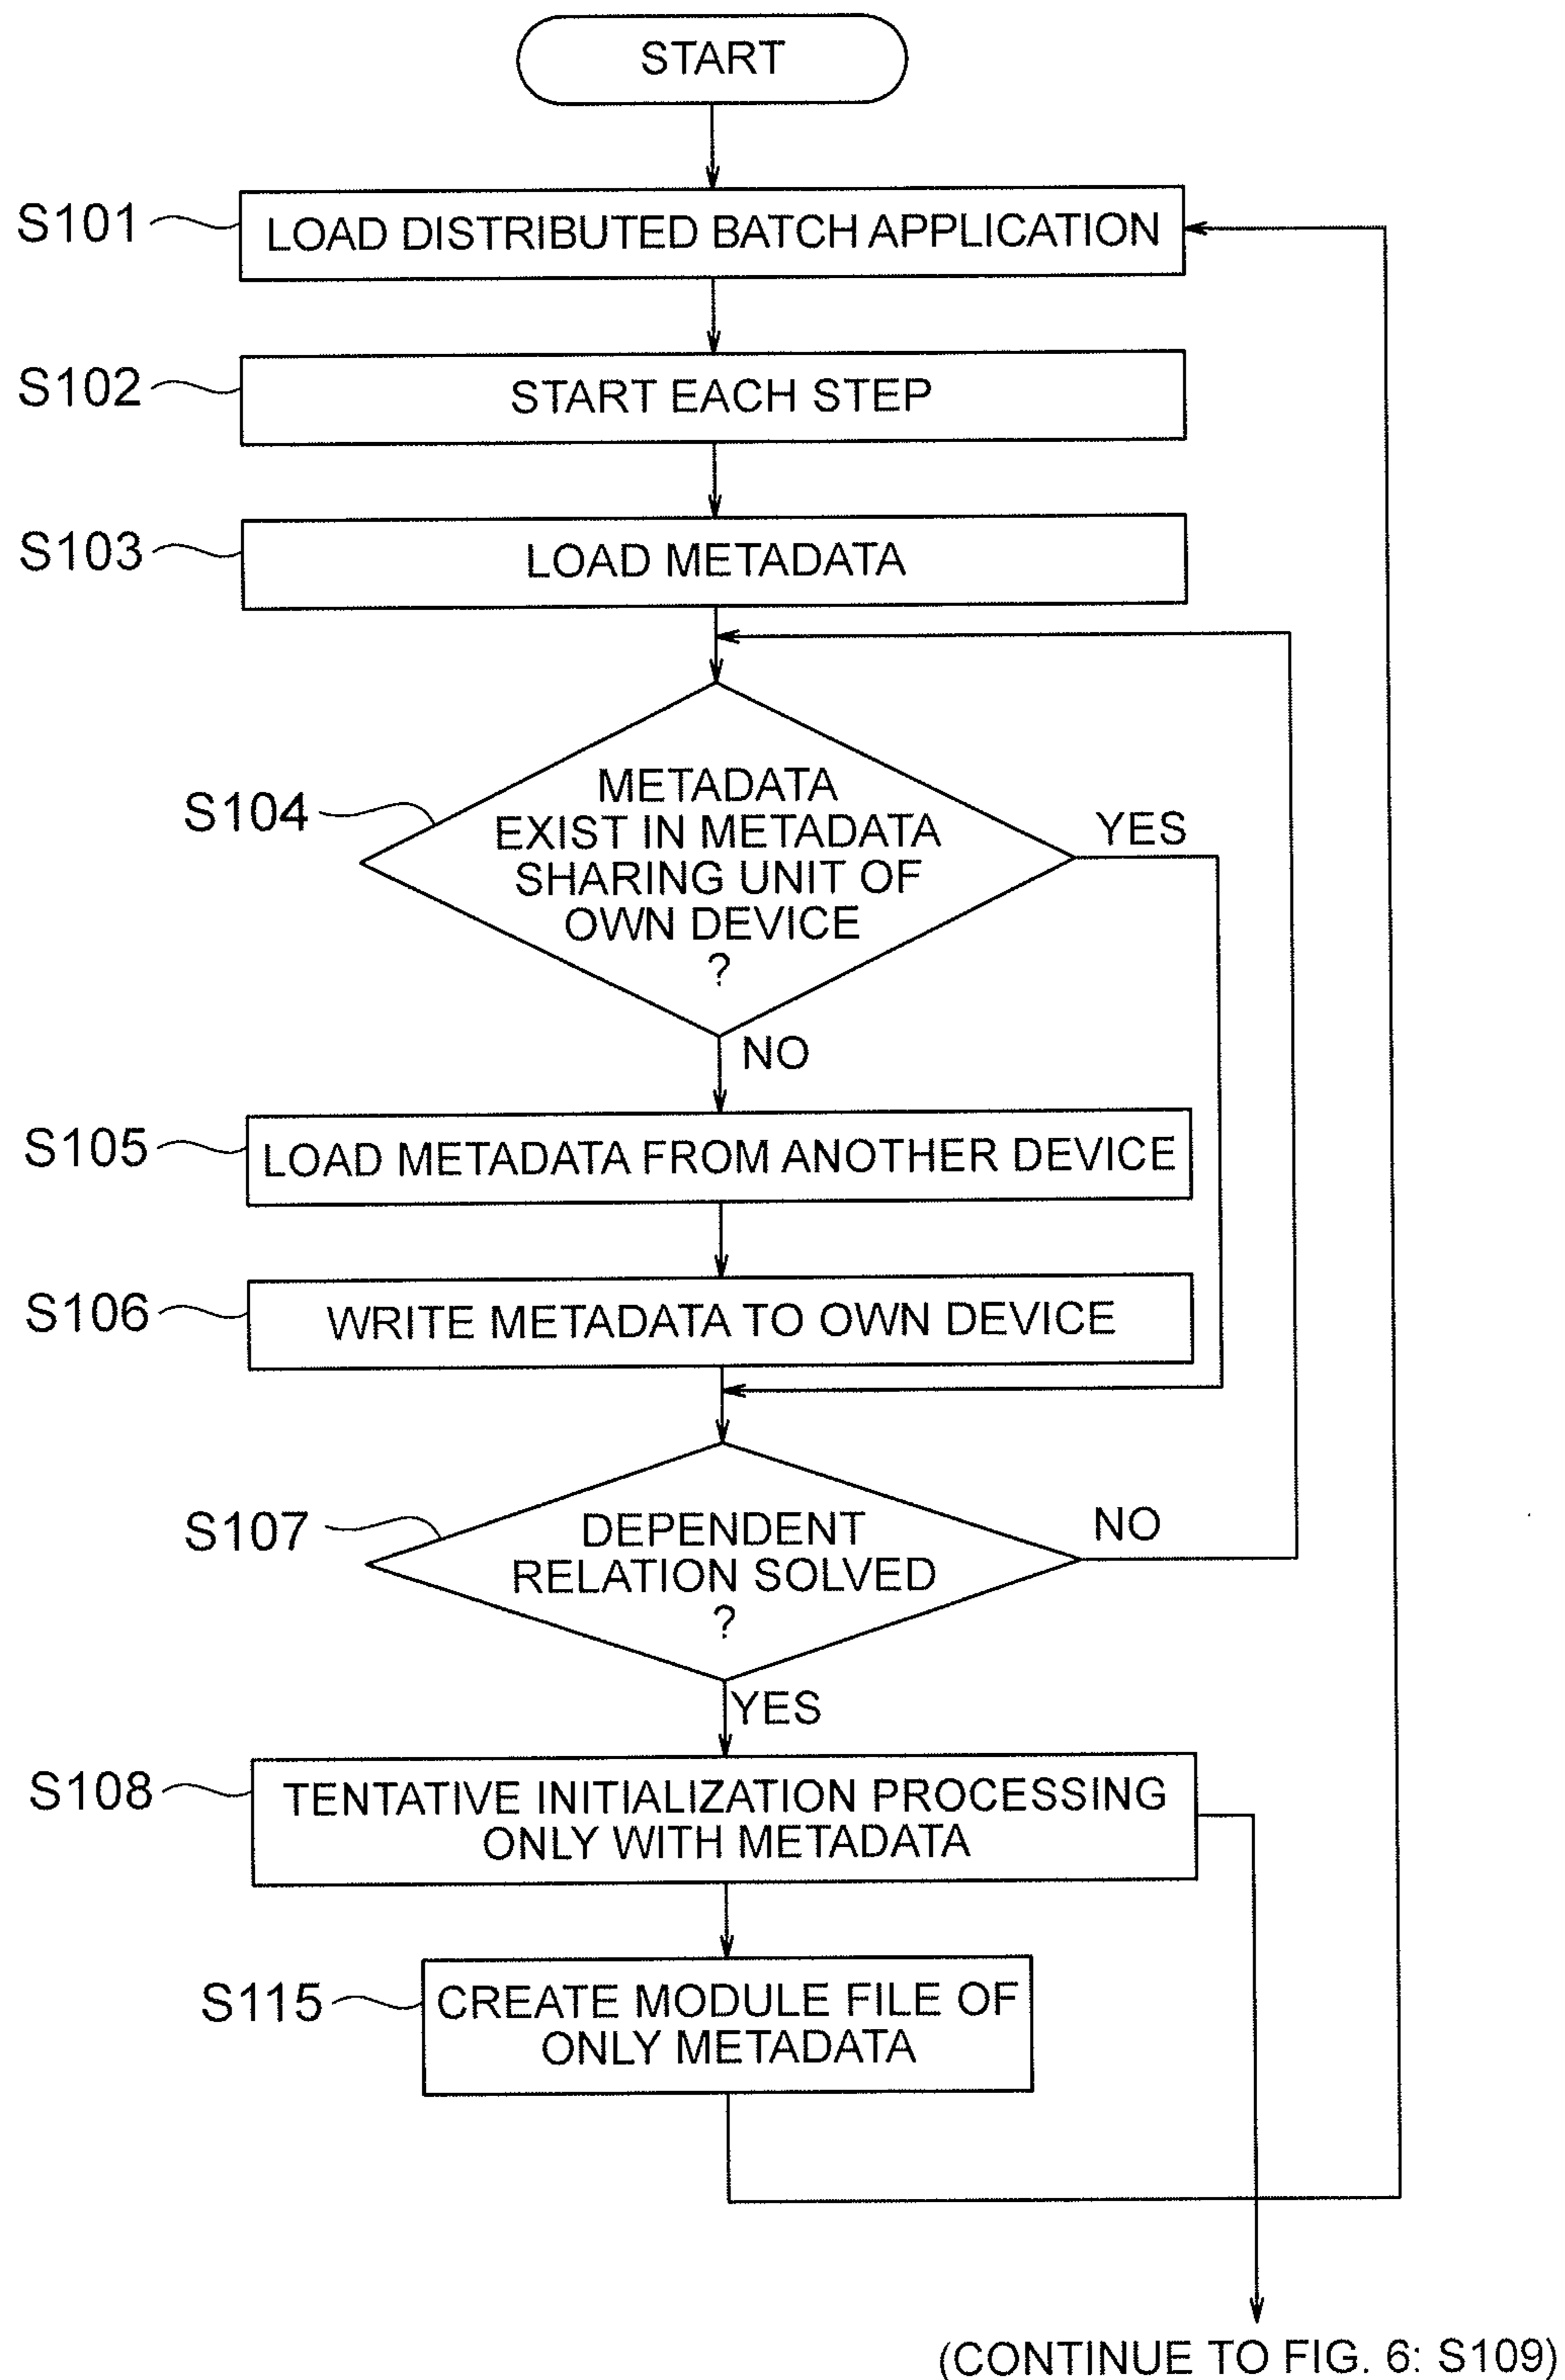 START
S101
LOAD DISTRIBUTED BATCH APPLICATION
S102
START EACH STEP
S103
LOAD METADATA
S104
METADATA
EXIST IN METADATA
SHARING UNIT OF
OWN DEVICE
?
YES
NO
S105
LOAD METADATA FROM ANOTHER DEVICE
S106
WRITE METADATA TO OWN DEVICE
S107
DEPENDENT
RELATION SOLVED
?
NO
YES
S108
TENTATIVE INITIALIZATION PROCESSING
ONLY WITH METADATA
S115
CREATE MODULE FILE OF
ONLY METADATA
(CONTINUE TO FIG. 6: S109)